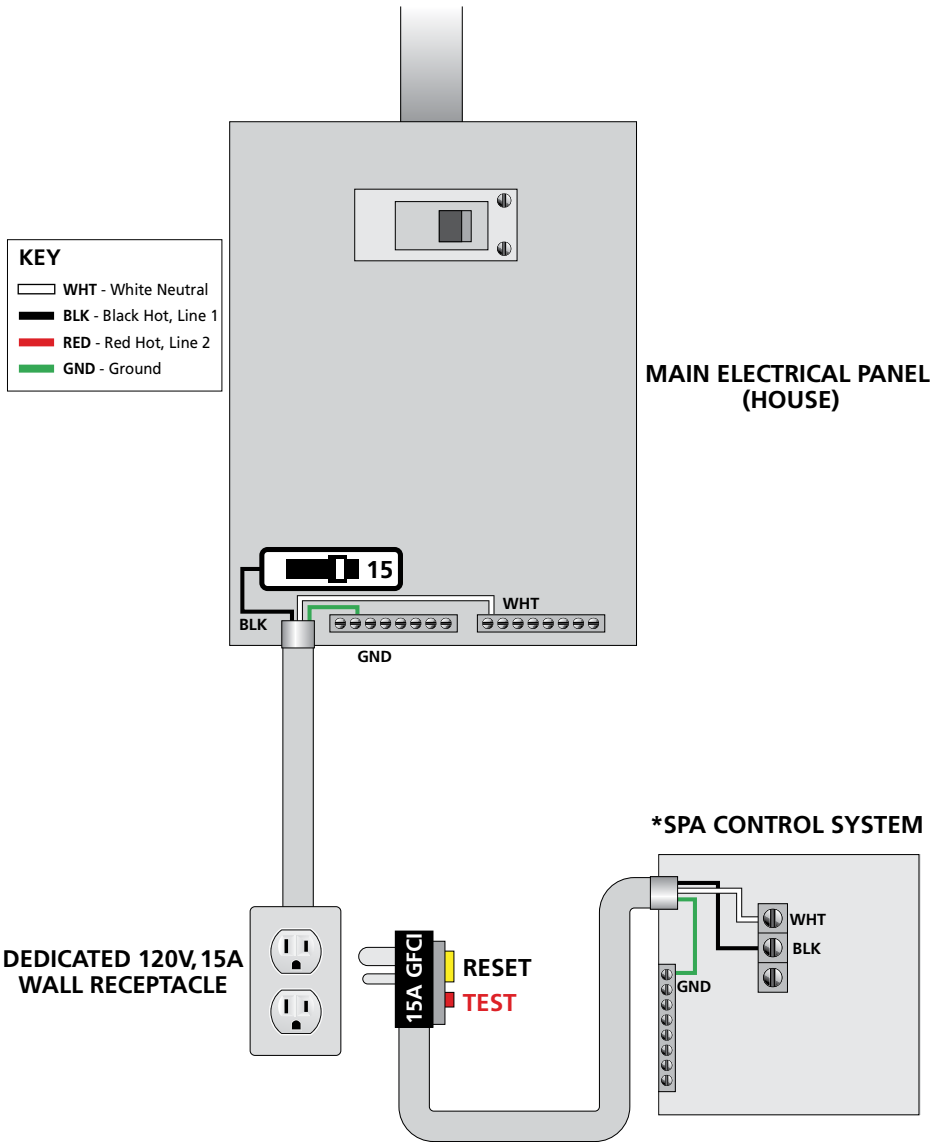 KEY
WHT - White Neutral
BLK - Black Hot, Line 1
RED - Red Hot, Line 2
GND - Ground
MAIN ELECTRICAL PANEL
(HOUSE)
15
BLK
WHT
GND
*SPA CONTROL SYSTEM
WHT
BLK
GND
DEDICATED 120V, 15A
WALL RECEPTACLE
15A GFCI
RESET
TEST